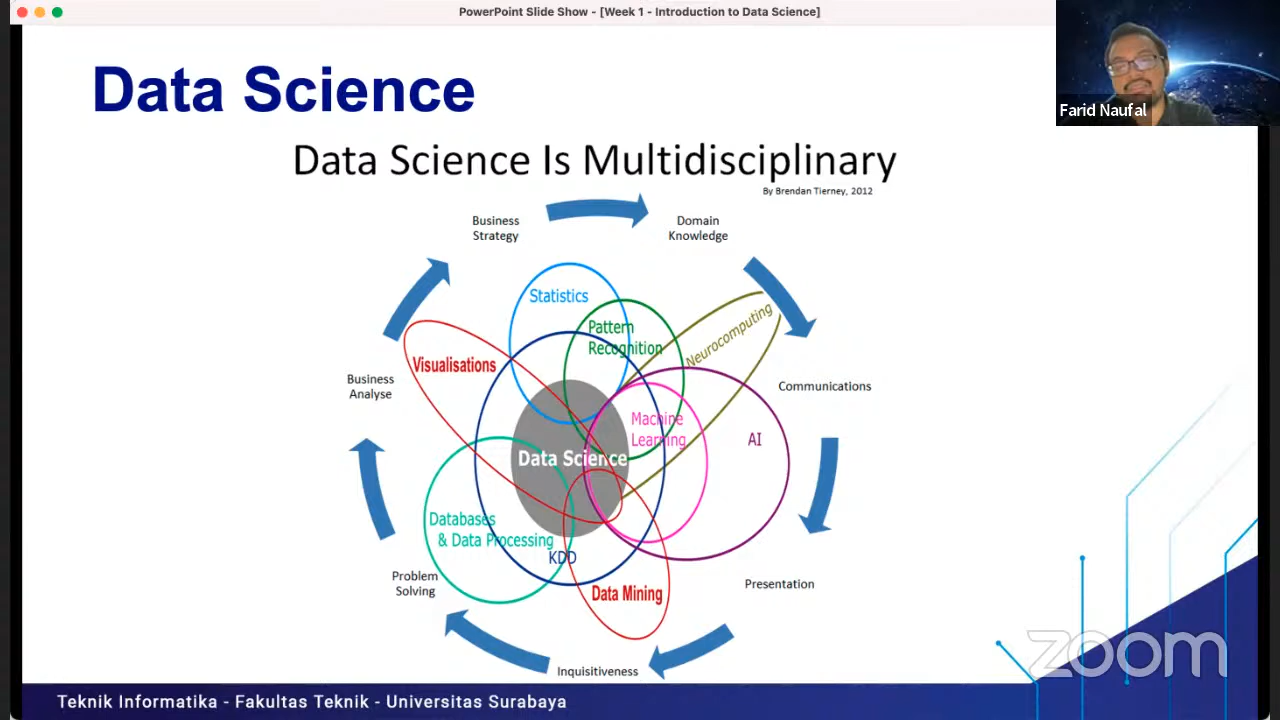 PowerPoint Slide Show - [Week 1 - Introduction to Data Science]
Data Science
Farid Naufal
Data Science Is Multidisciplinary
By Brendan Tierney, 2012
Business
Strategy
Domain
Knowledge
Statistics
Pattern
Recognition
Neurocomputing
Visualisations
Business
Analyse
Communications
Machine
Learning
AI
Data Science
Databases
& Data Processing
KDD
Problem
Solving
Data Mining
Presentation
Inquisitiveness
zoom
Teknik Informatika - Fakultas Teknik - Universitas Surabaya